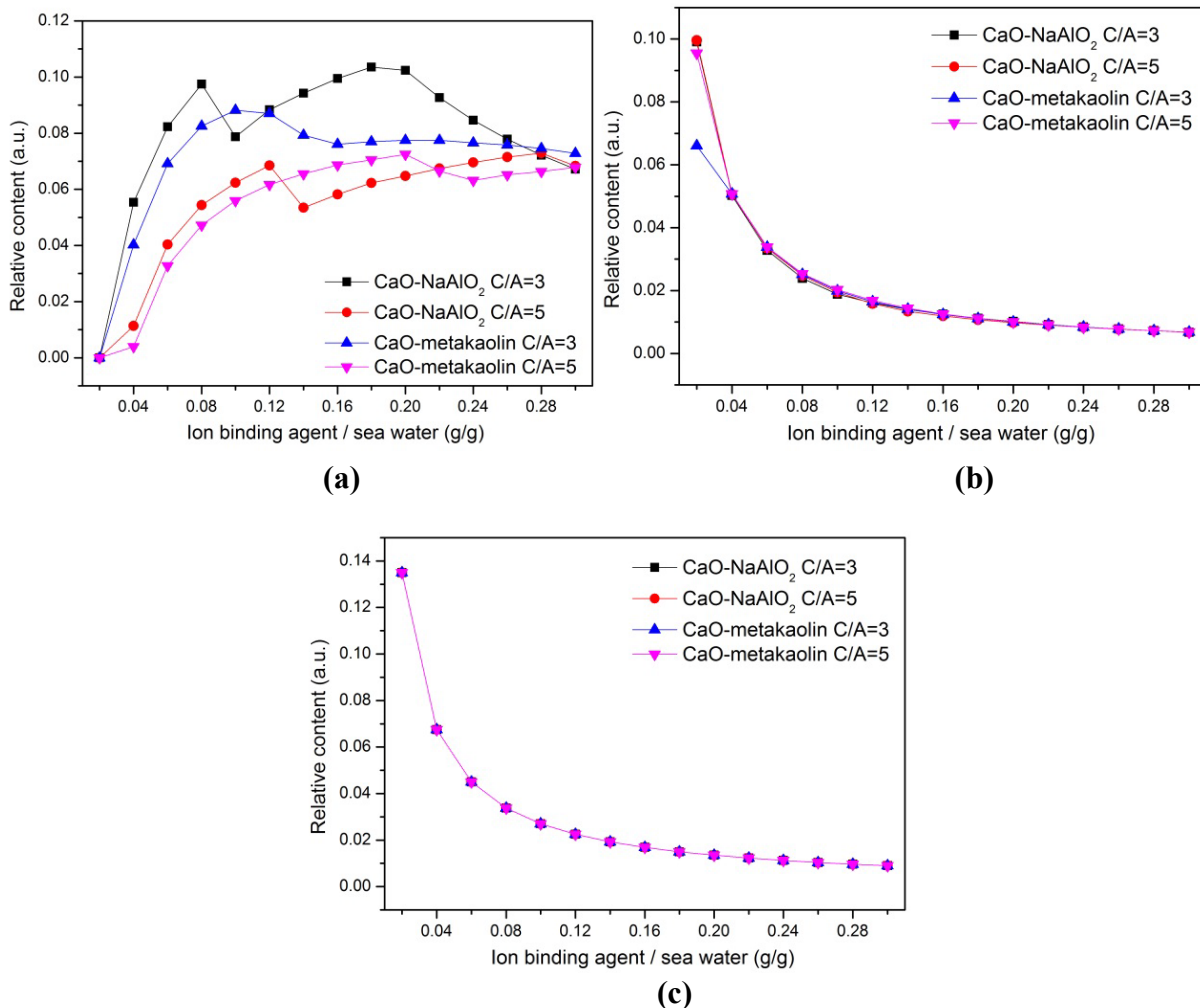 (a)
Relative content (a.u.)
0.12
0.10
0.08
0.06
0.04
0.02
0.00
CaO-NaAlO₂ C/A=3
CaO-NaAlO₂ C/A=5
CaO-metakaolin C/A=3
CaO-metakaolin C/A=5
0.04 0.08 0.12 0.16 0.20 0.24 0.28
Ion binding agent / sea water (g/g)
(a)
Relative content (a.u.)
0.10
0.08
0.06
0.04
0.02
0.00
CaO-NaAlO₂ C/A=3
CaO-NaAlO₂ C/A=5
CaO-metakaolin C/A=3
CaO-metakaolin C/A=5
0.04 0.08 0.12 0.16 0.20 0.24 0.28
Ion binding agent / sea water (g/g)
(b)
Relative content (a.u.)
0.14
0.12
0.10
0.08
0.06
0.04
0.02
0.00
CaO-NaAlO₂ C/A=3
CaO-NaAlO₂ C/A=5
CaO-metakaolin C/A=3
CaO-metakaolin C/A=5
0.04 0.08 0.12 0.16 0.20 0.24 0.28
Ion binding agent / sea water (g/g)
(c)